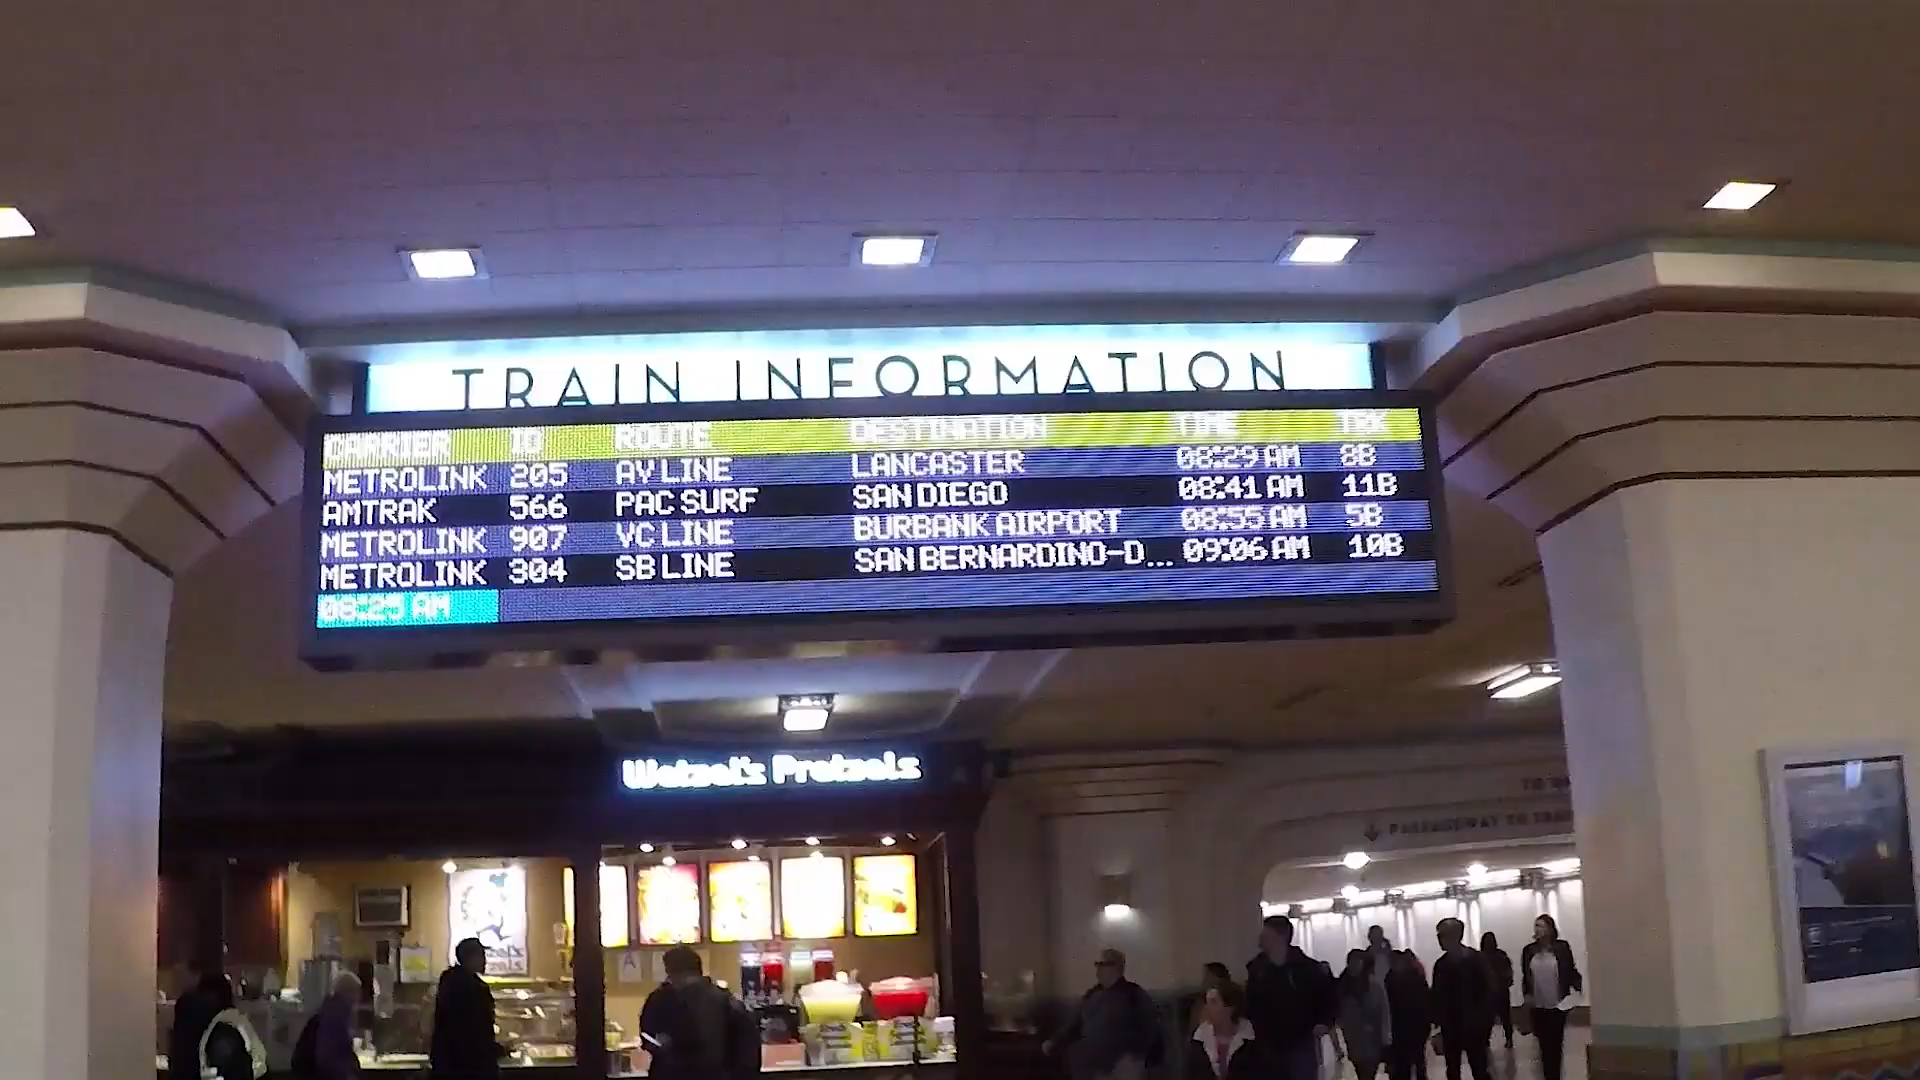 TRAIN INFORMATION
CARRIER ID ROUTE DESTINATION TIME TRK
METROLINK 205 AV LINE LANCASTER 08:29 AM 8B
AMTRAK 566 PAC SURF SAN DIEGO 08:41 AM 11B
METROLINK 907 VC LINE BURBANK AIRPORT 08:55 AM 5B
METROLINK 304 SB LINE SAN BERNARDINO-D... 09:06 AM 10B
08:25 AM
Wetzel's Pretzels
PASSAGEWAY TO